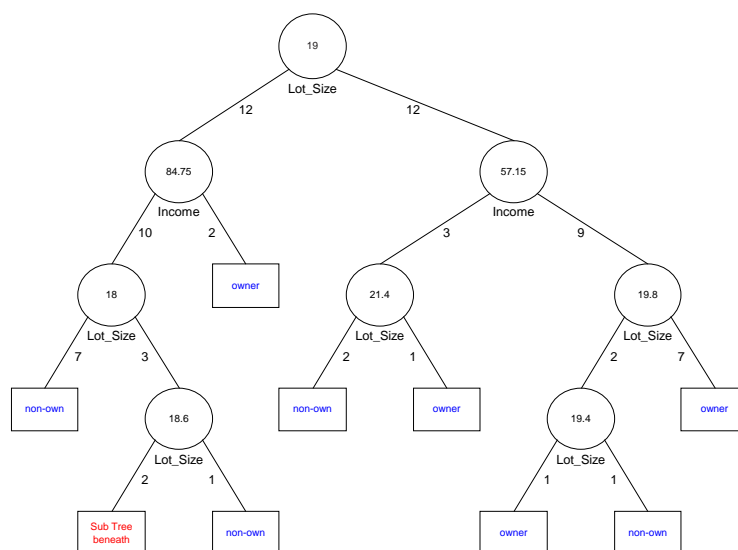 19
Lot_Size
12
12
84.75
57.15
Income
Income
10
2
3
9
18
owner
21.4
19.8
Lot_Size
Lot_Size
Lot_Size
7
3
2
1
2
7
non-own
18.6
non-own
owner
19.4
owner
Lot_Size
Lot_Size
2
1
1
1
Sub Tree
beneath
non-own
owner
non-own